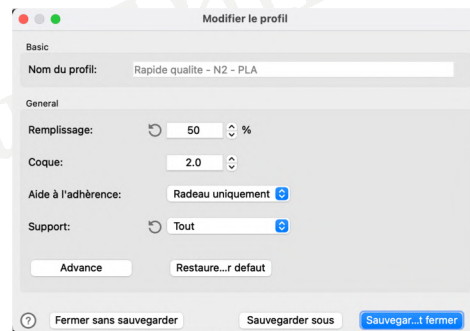 Modifier le profil
Basic
Nom du profil: Rapide qualite - N2 - PLA
General
Remplissage: 50 %
Coque: 2.0
Aide à l'adhèrence: Radeau uniquement
Support: Tout
Advance Restaure...r defaut
? Fermer sans sauvegarder Sauvegarder sous Sauvegar...t fermer